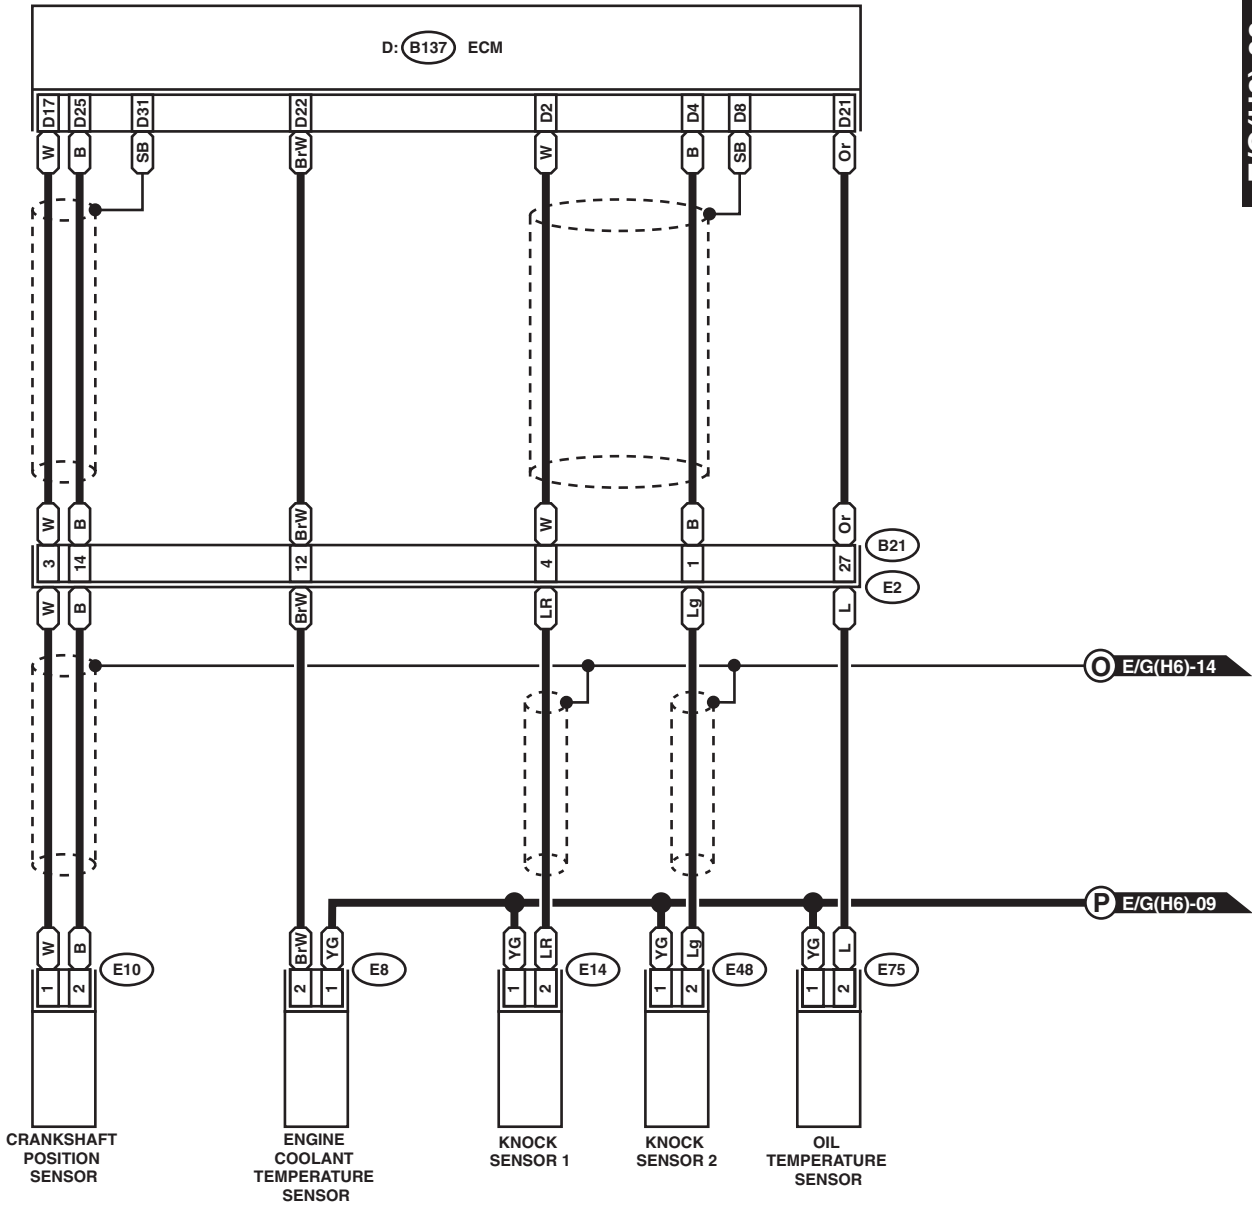 D: B137 ECM
D17 D25 D31 D22 D2 D4 D8 D21
W B SB BrW W B SB Or
W B BrW W B Or
B21
3 14 12 4 1 27
E2
W B BrW LR Lg L
O E/G(H6)-14
P E/G(H6)-09
W B BrW YG YG LR YG Lg YG L
E10 E8 E14 E48 E75
1 2 2 1 1 2 1 2 1 2
CRANKSHAFT
POSITION
SENSOR
ENGINE
COOLANT
TEMPERATURE
SENSOR
KNOCK
SENSOR 1
KNOCK
SENSOR 2
OIL
TEMPERATURE
SENSOR